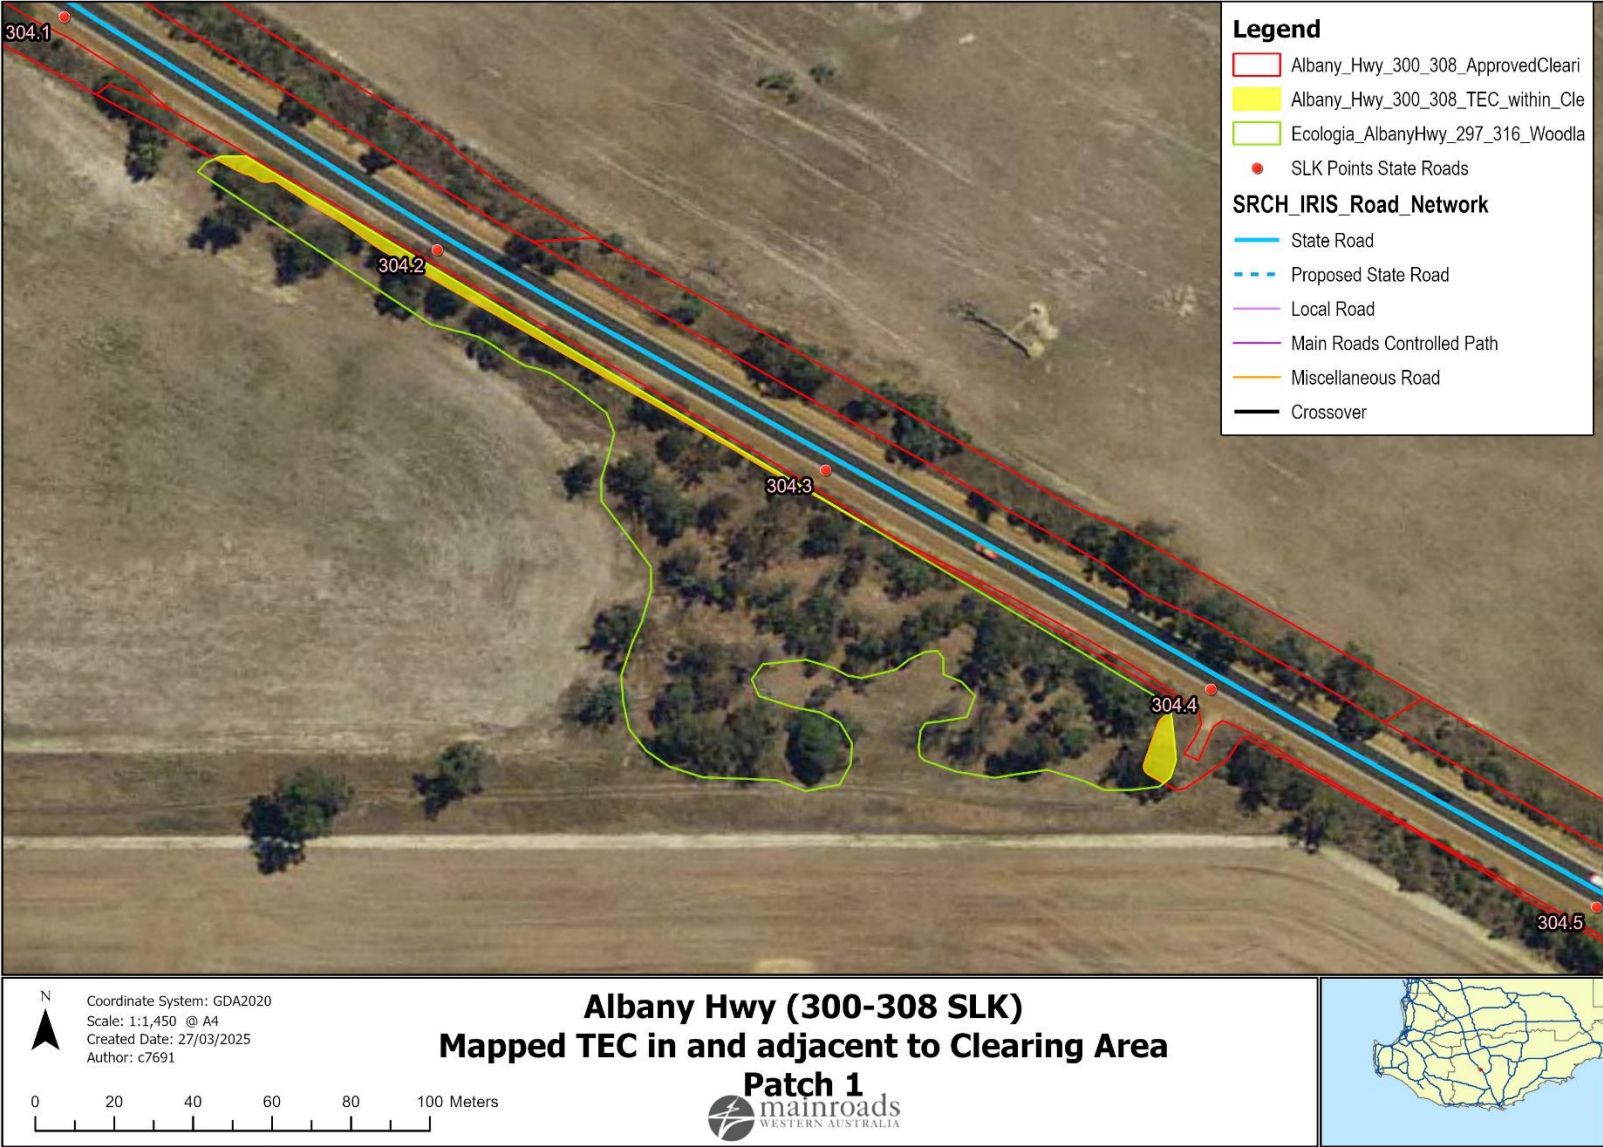 304.1
304.2
304.3
304.4
304.5
Legend
Albany_Hwy_300_308_ApprovedCleari
Albany_Hwy_300_308_TEC_within_Cle
Ecologia_AlbanyHwy_297_316_Woodla
SLK Points State Roads
SRCH_IRIS_Road_Network
State Road
Proposed State Road
Local Road
Main Roads Controlled Path
Miscellaneous Road
Crossover
N
Coordinate System: GDA2020
Scale: 1:1,450 @ A4
Created Date: 27/03/2025
Author: c7691
0 20 40 60 80 100 Meters
Albany Hwy (300-308 SLK)
Mapped TEC in and adjacent to Clearing Area
Patch 1
mainroads
WESTERN AUSTRALIA